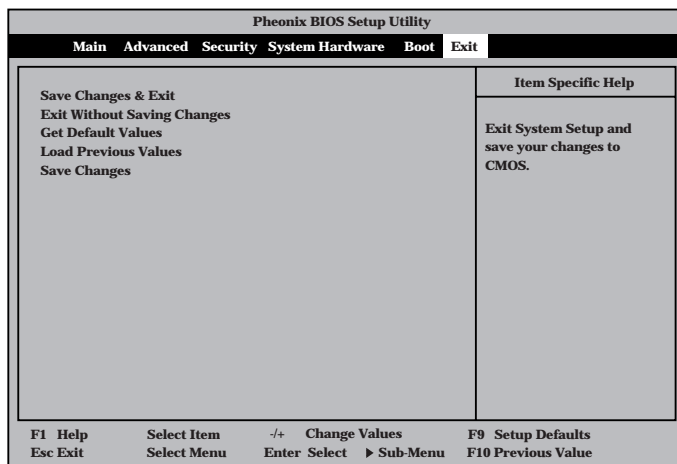 Pheonix BIOS Setup Utility
Main Advanced Security System Hardware Boot Exit
Item Specific Help
Save Changes & Exit
Exit Without Saving Changes
Get Default Values
Load Previous Values
Save Changes
Exit System Setup and
save your changes to
CMOS.
F1 Help Select Item -/+ Change Values F9 Setup Defaults
Esc Exit Select Menu Enter Select ▶ Sub-Menu F10 Previous Value